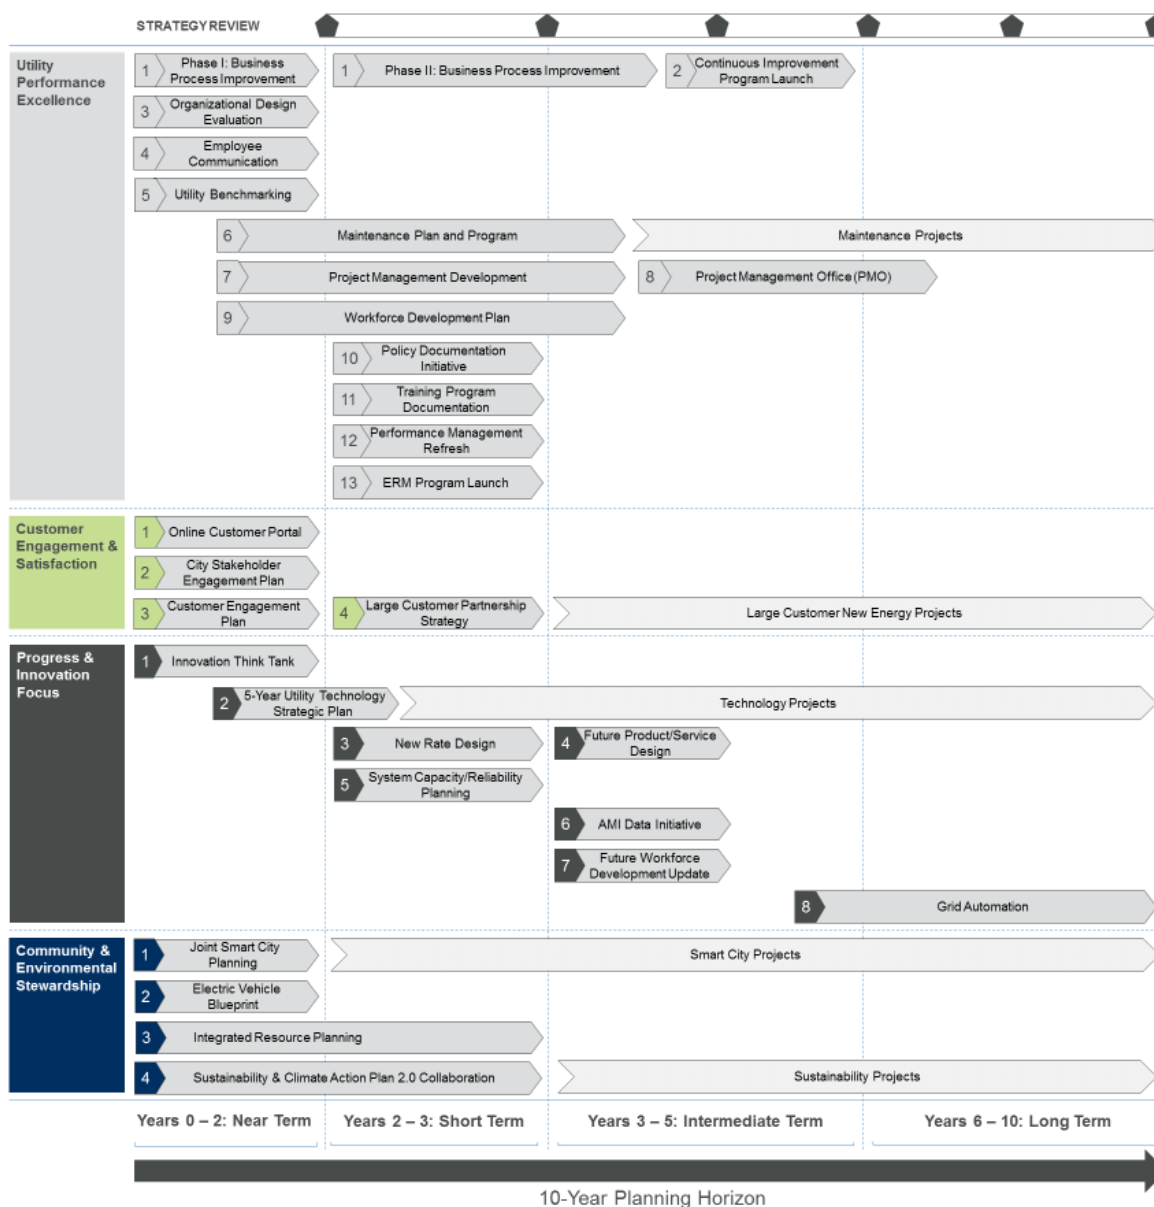 STRATEGY REVIEW
Utility
Performance
Excellence
1 Phase I: Business
Process Improvement
1 Phase II: Business Process Improvement
2 Continuous Improvement
Program Launch
3 Organizational Design
Evaluation
4 Employee
Communication
5 Utility Benchmarking
6 Maintenance Plan and Program
Maintenance Projects
7 Project Management Development
8 Project Management Office (PMO)
9 Workforce Development Plan
10 Policy Documentation
Initiative
11 Training Program
Documentation
12 Performance Management
Refresh
13 ERM Program Launch
Customer
Engagement &
Satisfaction
1 Online Customer Portal
2 City Stakeholder
Engagement Plan
3 Customer Engagement
Plan
4 Large Customer Partnership
Strategy
Large Customer New Energy Projects
Progress &
Innovation
Focus
1 Innovation Think Tank
2 5-Year Utility Technology
Strategic Plan
Technology Projects
3 New Rate Design
4 Future Product/Service
Design
5 System Capacity/Reliability
Planning
6 AMI Data Initiative
7 Future Workforce
Development Update
8 Grid Automation
Community &
Environmental
Stewardship
1 Joint Smart City
Planning
Smart City Projects
2 Electric Vehicle
Blueprint
3 Integrated Resource Planning
4 Sustainability & Climate Action Plan 2.0 Collaboration
Sustainability Projects
Years 0 – 2: Near Term
Years 2 – 3: Short Term
Years 3 – 5: Intermediate Term
Years 6 – 10: Long Term
10-Year Planning Horizon